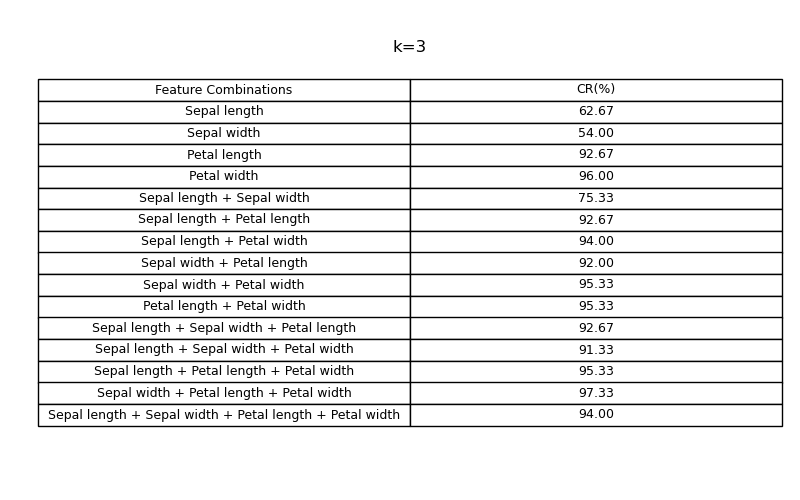 k=3
Feature Combinations CR(%)
Sepal length 62.67
Sepal width 54.00
Petal length 92.67
Petal width 96.00
Sepal length + Sepal width 75.33
Sepal length + Petal length 92.67
Sepal length + Petal width 94.00
Sepal width + Petal length 92.00
Sepal width + Petal width 95.33
Petal length + Petal width 95.33
Sepal length + Sepal width + Petal length 92.67
Sepal length + Sepal width + Petal width 91.33
Sepal length + Petal length + Petal width 95.33
Sepal width + Petal length + Petal width 97.33
Sepal length + Sepal width + Petal length + Petal width 94.00